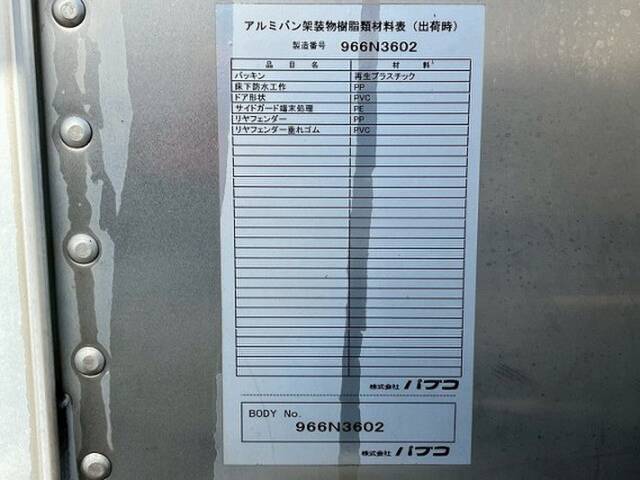 アルミバン架装物樹脂類材料表（出荷時）
製造番号 966N3602
品目名 材料
パッキン 再生プラスチック
床下防水工作 PP
ドア形状 PVC
サイドガード端末処理 PE
リヤフェンダー PP
リヤフェンダー垂れゴム PVC
株式会社 パブコ
BODY No.
966N3602
株式会社 パブコ